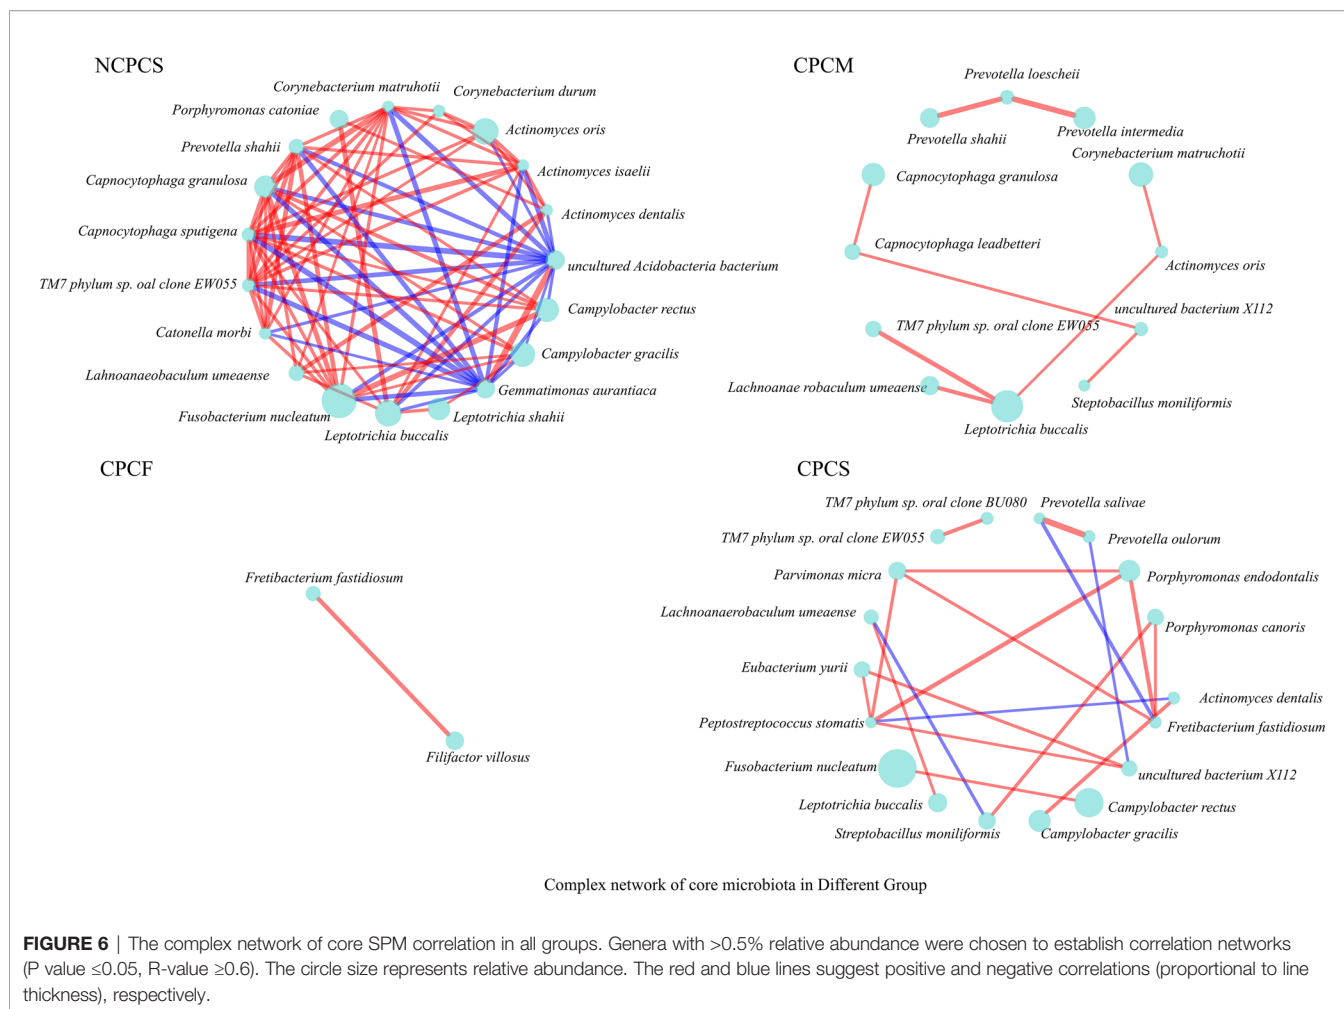 NCPCS
Corynebacterium matruhotii
Corynebacterium durum
Porphyromonas catoniae
Actinomyces oris
Prevotella shahii
Actinomyces isaelii
Capnocytophaga granulosa
Actinomyces dentalis
Capnocytophaga sputigena
uncultured Acidobacteria bacterium
TM7 phylum sp. oal clone EW055
Campylobacter rectus
Catonella morbi
Campylobacter gracilis
Lahnoanaeobaculum umeaense
Gemmatimonas aurantiaca
Fusobacterium nucleatum
Leptotrichia shahii
Leptotrichia buccalis
CPCM
Prevotella loescheii
Prevotella shahii
Prevotella intermedia
Corynebacterium matruchotii
Capnocytophaga granulosa
Capnocytophaga leadbetteri
Actinomyces oris
uncultured bacterium X112
TM7 phylum sp. oral clone EW055
Lachnoanae robaculum umeaense
Steptobacillus moniliformis
Leptotrichia buccalis
CPCF
Fretibacterium fastidiosum
Filifactor villosus
CPCS
TM7 phylum sp. oral clone BU080
Prevotella salivae
TM7 phylum sp. oral clone EW055
Prevotella oulorum
Parvimonas micra
Porphyromonas endodontalis
Lachnoanaerobaculum umeaense
Porphyromonas canoris
Eubacterium yurii
Actinomyces dentalis
Peptostreptococcus stomatis
Fretibacterium fastidiosum
Fusobacterium nucleatum
uncultured bacterium X112
Leptotrichia buccalis
Campylobacter rectus
Streptobacillus moniliformis
Campylobacter gracilis
Complex network of core microbiota in Different Group
FIGURE 6 | The complex network of core SPM correlation in all groups. Genera with >0.5% relative abundance were chosen to establish correlation networks
(P value ≤0.05, R-value ≥0.6). The circle size represents relative abundance. The red and blue lines suggest positive and negative correlations (proportional to line
thickness), respectively.